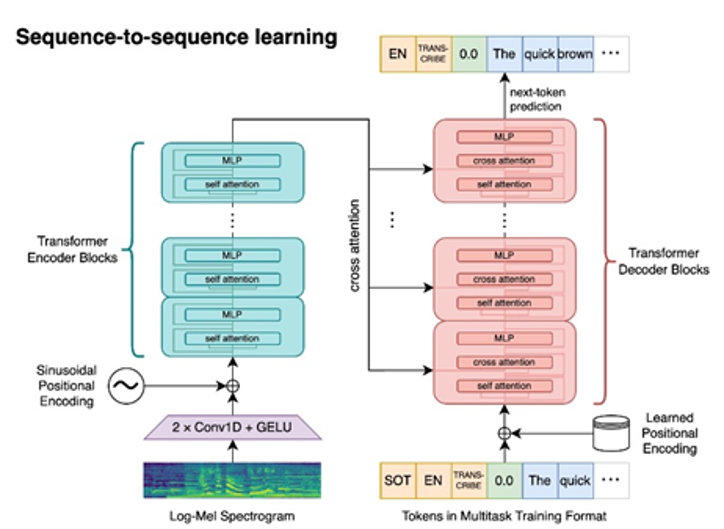 Sequence-to-sequence learning
EN TRANS-CRIBE 0.0 The quick brown ...
next-token
prediction
MLP
self attention
MLP
cross attention
self attention
...
...
...
Transformer
Encoder Blocks
cross attention
Transformer
Decoder Blocks
MLP
self attention
MLP
self attention
MLP
cross attention
self attention
MLP
cross attention
self attention
Sinusoidal
Positional
Encoding
~
2 × Conv1D + GELU
Learned
Positional
Encoding
SOT EN TRANS-CRIBE 0.0 The quick ...
Log-Mel Spectrogram
Tokens in Multitask Training Format